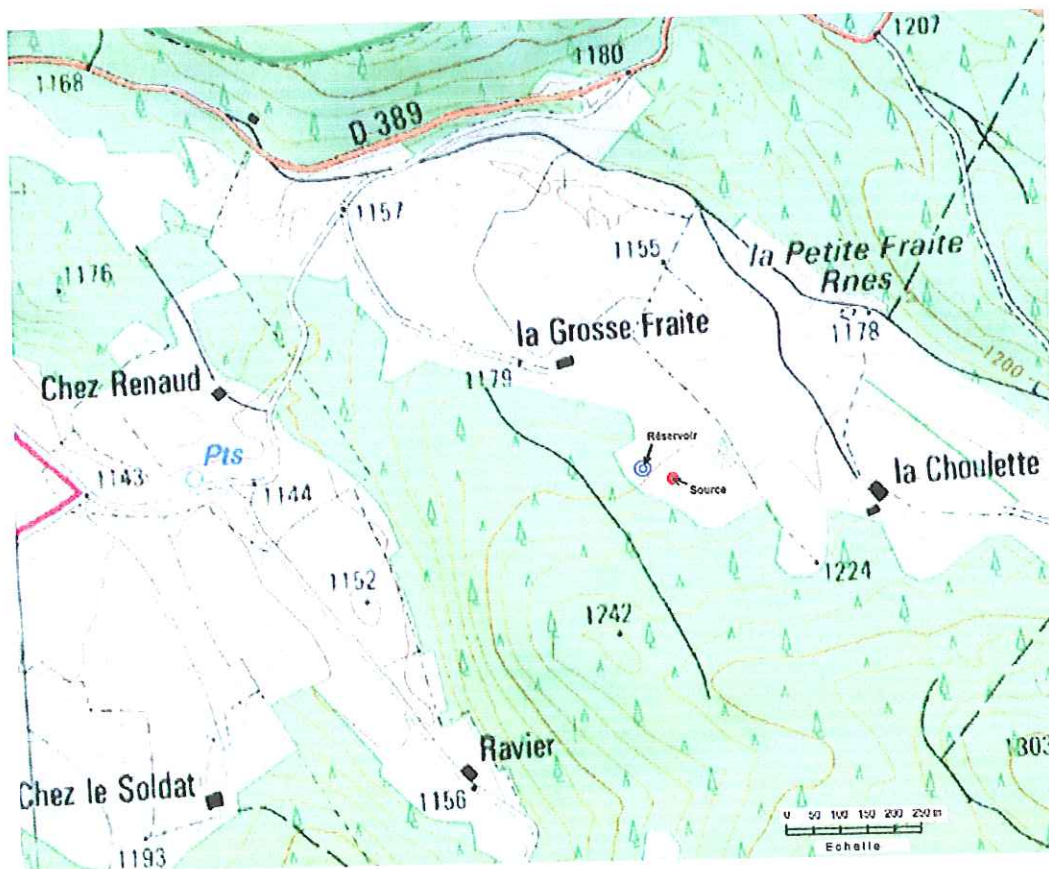 1207
1168
1180
D 389
1157
1155
la Petite Fraite
Rnes
1176
la Grosse Fraite
1178
1179
1200
Chez Renaud
Réservoir
Pts
Source
la Choulette
1143
1144
1224
1152
1242
Ravier
1303
Chez le Soldat
1156
0 50 100 150 200 250 m
Echelle
1193